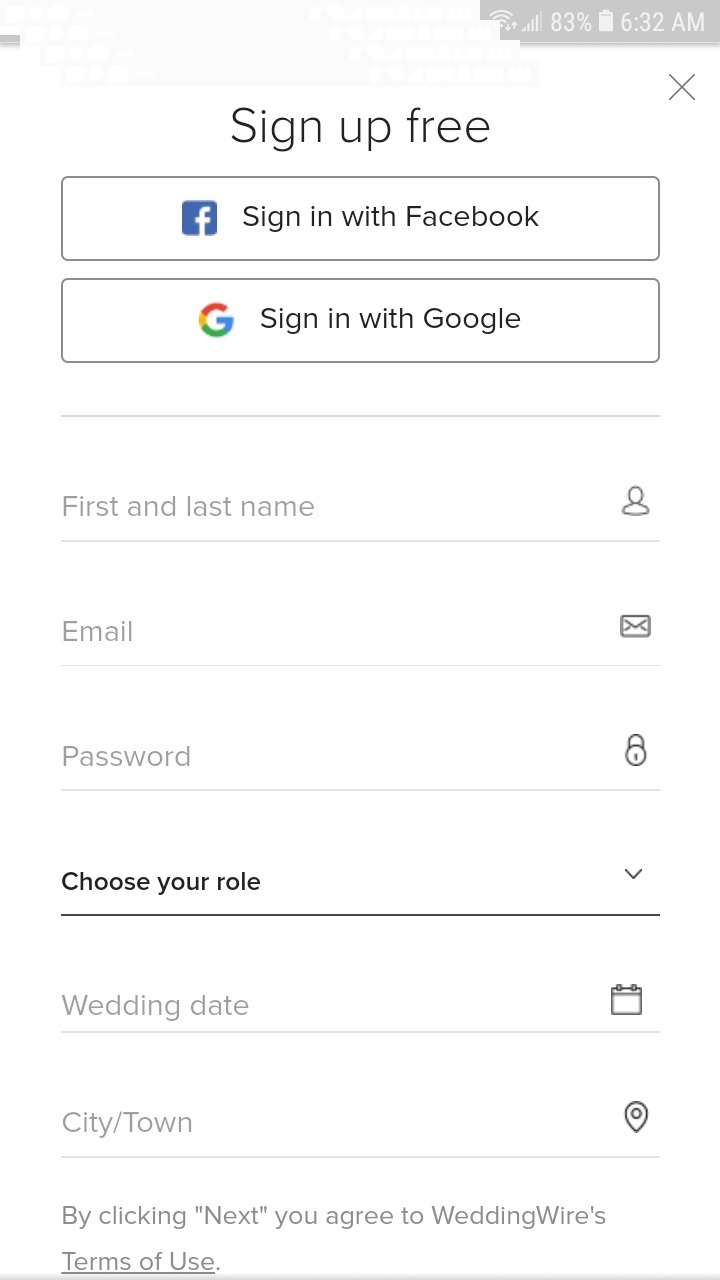 83% 6:32 AM
Sign up free
Sign in with Facebook
Sign in with Google
First and last name
Email
Password
Choose your role
Wedding date
City/Town
By clicking "Next" you agree to WeddingWire's
Terms of Use.